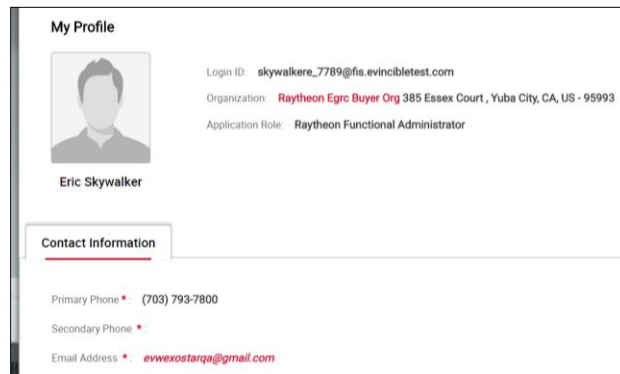 My Profile
Login ID: skywalkere_7789@fis.evincibletest.com
Organization: Raytheon Egrc Buyer Org 385 Essex Court , Yuba City, CA, US - 95993
Application Role: Raytheon Functional Administrator
Eric Skywalker
Contact Information
Primary Phone * : (703) 793-7800
Secondary Phone * :
Email Address * : evwexostarqa@gmail.com